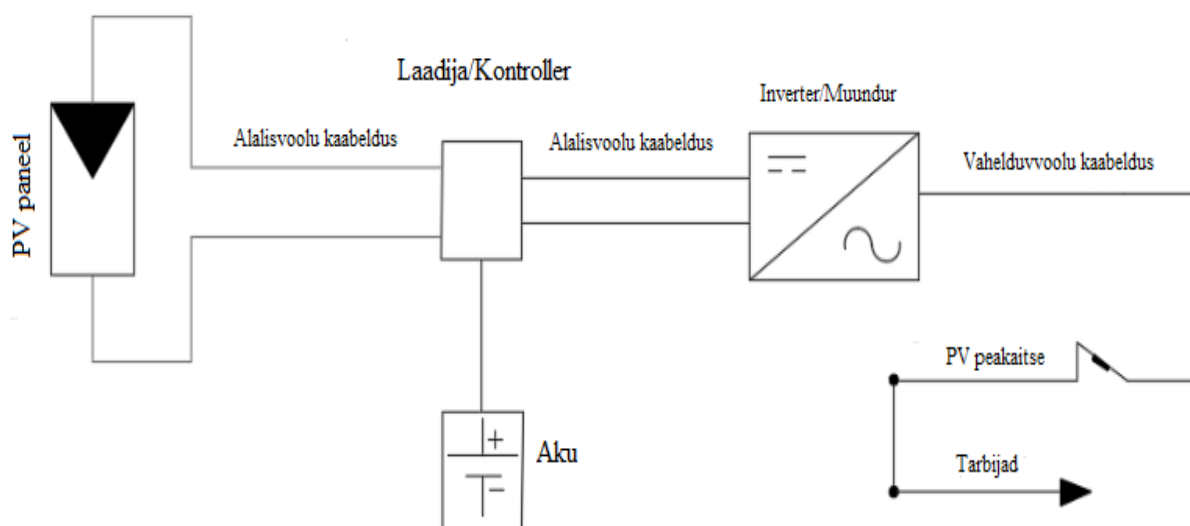 Laadija/Kontroller
Inverter/Muundur
Alalisvoolu kaabeldus
Alalisvoolu kaabeldus
Vahelduvvoolu kaabeldus
PV paneel
PV peakaitse
Aku
Tarbijad